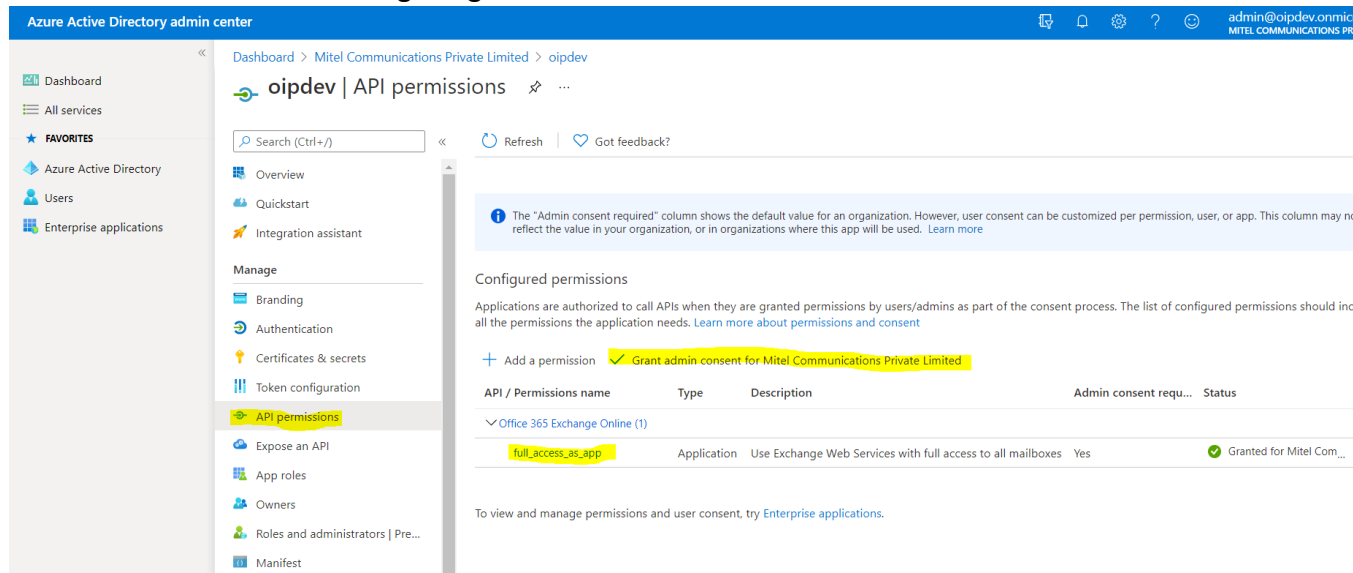 Azure Active Directory admin center
admin@oipdev.onmic
MITEL COMMUNICATIONS PR
Dashboard
All services
FAVORITES
Azure Active Directory
Users
Enterprise applications
Dashboard > Mitel Communications Private Limited > oipdev
oipdev | API permissions
Search (Ctrl+/)
Overview
Quickstart
Integration assistant
Manage
Branding
Authentication
Certificates & secrets
Token configuration
API permissions
Expose an API
App roles
Owners
Roles and administrators | Pre...
Manifest
Refresh
Got feedback?
The "Admin consent required" column shows the default value for an organization. However, user consent can be customized per permission, user, or app. This column may no
reflect the value in your organization, or in organizations where this app will be used. Learn more
Configured permissions
Applications are authorized to call APIs when they are granted permissions by users/admins as part of the consent process. The list of configured permissions should inc
all the permissions the application needs. Learn more about permissions and consent
Add a permission
Grant admin consent for Mitel Communications Private Limited
API / Permissions name Type Description Admin consent requ... Status
Office 365 Exchange Online (1)
full_access_as_app Application Use Exchange Web Services with full access to all mailboxes Yes Granted for Mitel Com...
To view and manage permissions and user consent, try Enterprise applications.